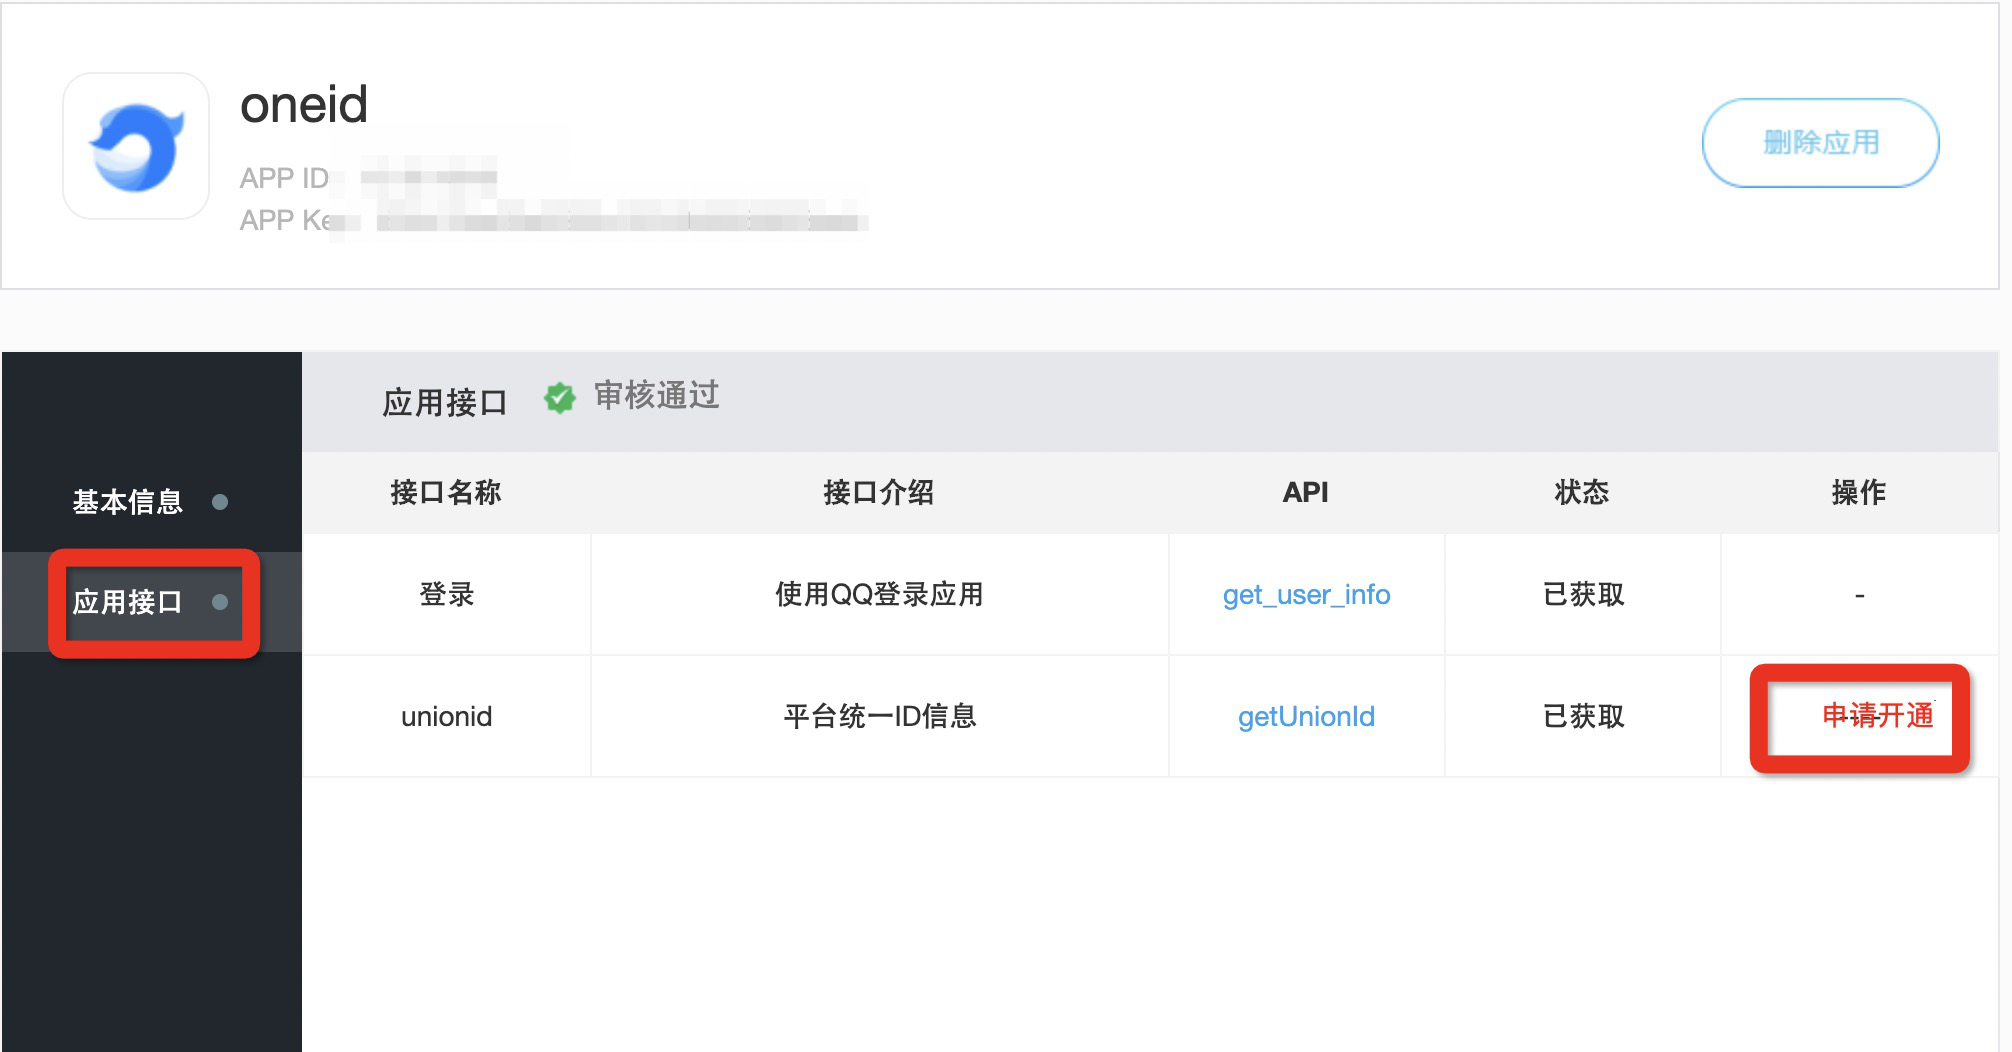 oneid
删除应用
APP ID
APP Ke
应用接口 审核通过
基本信息
应用接口
接口名称 接口介绍 API 状态 操作
登录 使用QQ登录应用 get_user_info 已获取 -
unionid 平台统一ID信息 getUnionId 已获取 申请开通